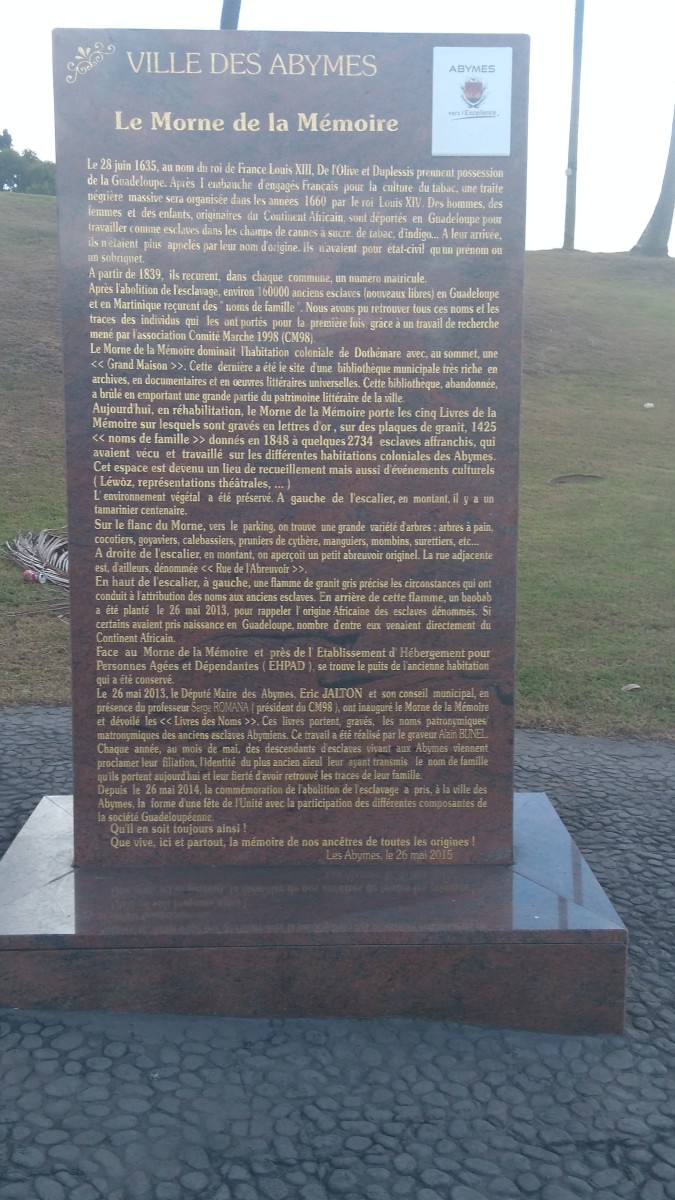 VILLE DES ABYMES
ABYMES
vers l'Excellence
Le Morne de la Mémoire
Le 28 juin 1635, au nom du roi de France Louis XIII, De l'Olive et Duplessis prennent possession
de la Guadeloupe. Après l embauche d'engagés Français pour la culture du tabac, une traite
négrière massive sera organisée dans les années 1660 par le roi Louis XIV. Des hommes, des
femmes et des enfants, originaires du Continent Africain, sont déportés en Guadeloupe pour
travailler comme esclaves dans les champs de cannes à sucre, de tabac, d'indigo... A leur arrivée,
ils n'étaient plus appelés par leur nom d'origine, ils n'avaient pour état-civil qu'un prénom ou
un sobriquet.
A partir de 1839, ils reçurent, dans chaque commune, un numéro matricule.
Après l'abolition de l'esclavage, environ 160000 anciens esclaves (nouveaux libres) en Guadeloupe
et en Martinique reçurent des " noms de famille ". Nous avons pu retrouver tous ces noms et les
traces des individus qui les ont portés pour la première fois, grâce à un travail de recherche
mené par l'association Comité Marche 1998 (CM98)
Le Morne de la Mémoire dominait l'habitation coloniale de Dothémare avec, au sommet, une
<< Grand Maison >>. Cette dernière a été le site d'une bibliothèque municipale très riche en
archives, en documentaires et en œuvres littéraires universelles. Cette bibliothèque, abandonnée,
a brûlé en emportant une grande partie du patrimoine littéraire de la ville.
Aujourd'hui, en réhabilitation, le Morne de la Mémoire porte les cinq Livres de la
Mémoire sur lesquels sont gravés en lettres d'or , sur des plaques de granit, 1425
<< noms de famille >> donnés en 1848 à quelques 2734 esclaves affranchis, qui
avaient vécu et travaillé sur les différentes habitations coloniales des Abymes.
Cet espace est devenu un lieu de recueillement mais aussi d'événements culturels
( Léwòz, représentations théâtrales, ... )
L' environnement végétal a été préservé. A gauche de l'escalier, en montant, il y a un
tamarinier centenaire.
Sur le flanc du Morne, vers le parking, on trouve une grande variété d'arbres : arbres à pain,
cocotiers, goyaviers, calebassiers, pruniers de cythère, manguiers, mombins, surettiers, etc...
A droite de l'escalier, en montant, on aperçoit un petit abreuvoir originel. La rue adjacente
est, d'ailleurs, dénommée << Rue de l'Abreuvoir >>.
En haut de l'escalier, à gauche, une flamme de granit gris précise les circonstances qui ont
conduit à l'attribution des noms aux anciens esclaves. En arrière de cette flamme, un baobab
a été planté le 26 mai 2013, pour rappeler l'origine Africaine des esclaves dénommés. Si
certains avaient pris naissance en Guadeloupe, nombre d'entre eux venaient directement du
Continent Africain.
Face au Morne de la Mémoire et près de l' Etablissement d' Hébergement pour
Personnes Agées et Dépendantes ( EHPAD ), se trouve le puits de l'ancienne habitation
qui a été conservé.
Le 26 mai 2013, le Député Maire des Abymes, Eric JALTON et son conseil municipal, en
présence du professeur Serge ROMANA ( président du CM98 ), ont inauguré le Morne de la Mémoire
et dévoilé les << Livres des Noms >>. Ces livres portent, gravés, les noms patronymiques/
matronymiques des anciens esclaves Abymiens. Ce travail a été réalisé par le graveur Alain BUNEL.
Chaque année, au mois de mai, des descendants d'esclaves vivant aux Abymes viennent
proclamer leur filiation, l'identité du plus ancien aïeul leur ayant transmis le nom de famille
qu'ils portent aujourd'hui et leur fierté d'avoir retrouvé les traces de leur famille.
Depuis le 26 mai 2014, la commémoration de l'abolition de l'esclavage a pris, à la ville des
Abymes, la forme d'une fête de l'Unité avec la participation des différentes composantes de
la société Guadeloupéenne.
Qu'il en soit toujours ainsi !
Que vive, ici et partout, la mémoire de nos ancêtres de toutes les origines !
Les Abymes, le 26 mai 2015